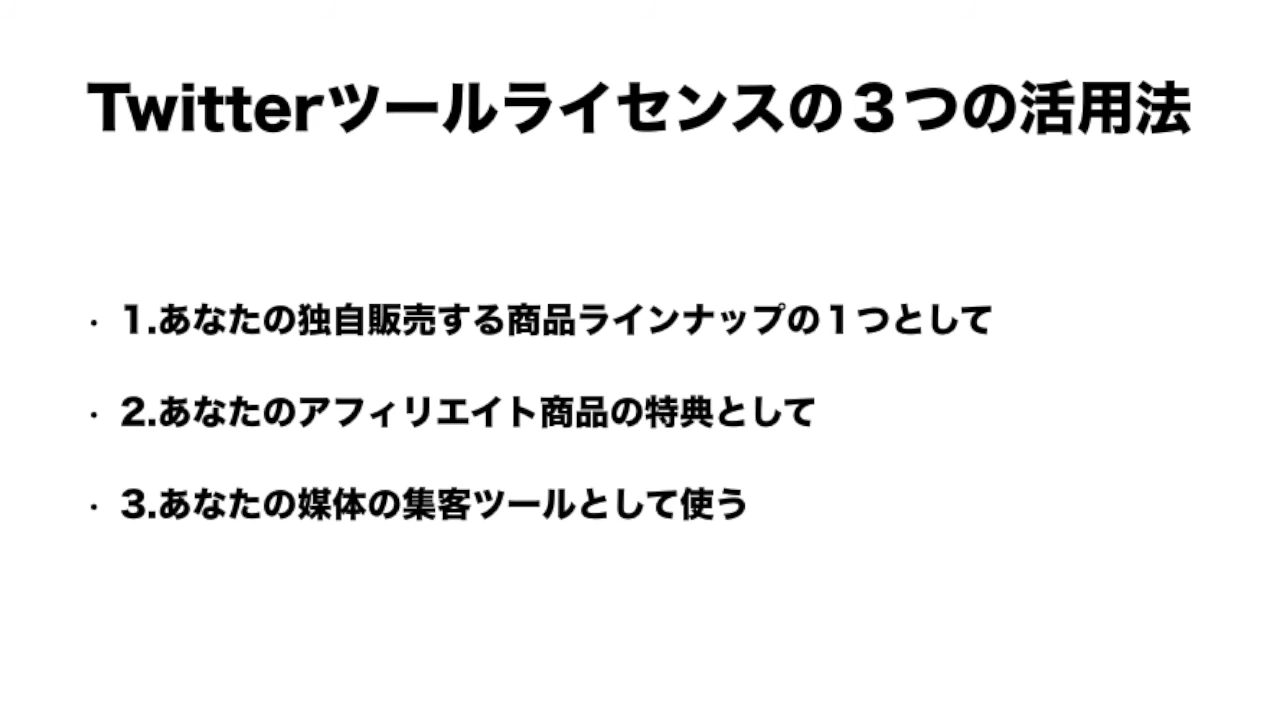 Twitterツールライセンスの３つの活用法
・ 1.あなたの独自販売する商品ラインナップの１つとして
・ 2.あなたのアフィリエイト商品の特典として
・ 3.あなたの媒体の集客ツールとして使う